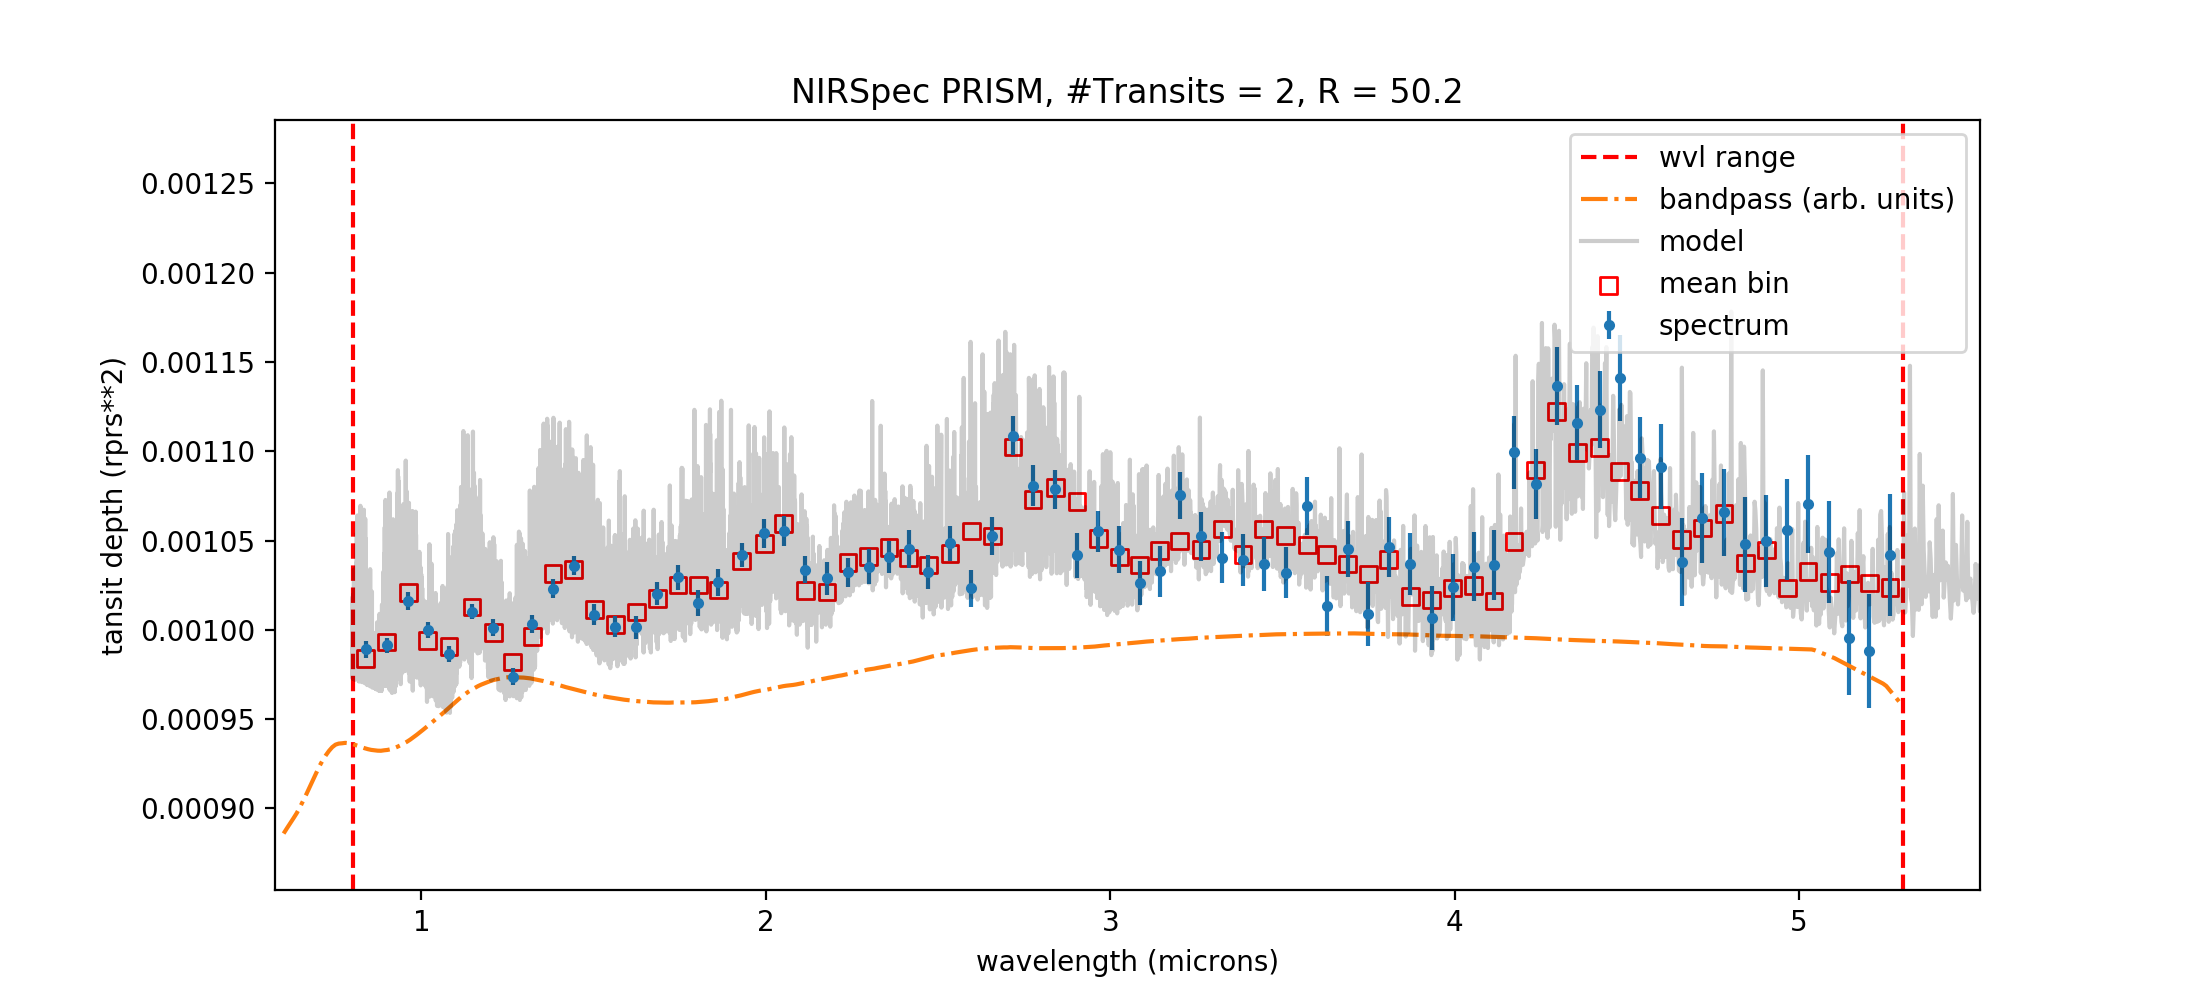 NIRSpec PRISM, #Transits = 2, R = 50.2
wvl range
bandpass (arb. units)
model
mean bin
spectrum
0.00125
0.00120
0.00115
0.00110
0.00105
0.00100
0.00095
0.00090
tansit depth (rprs**2)
1 2 3 4 5
wavelength (microns)